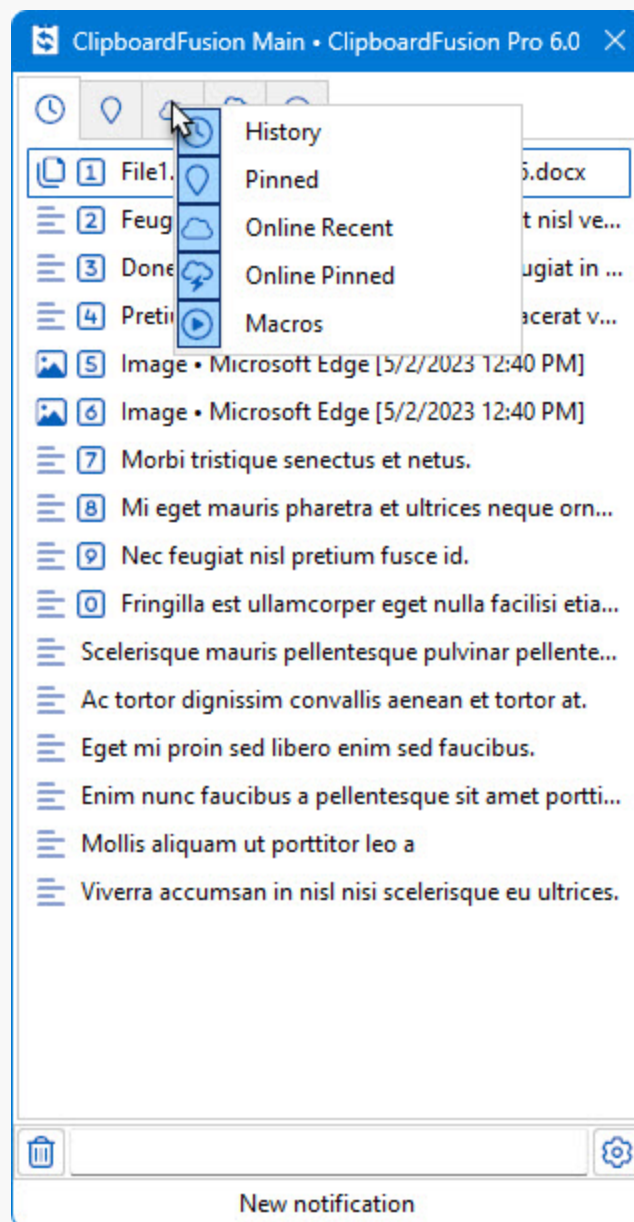 ClipboardFusion Main • ClipboardFusion Pro 6.0
History
Pinned
Online Recent
Online Pinned
Macros
1 File1. .docx
2 Feug t nisl ve...
3 Done ugiat in ...
4 Preti acerat v...
5 Image • Microsoft Edge [5/2/2023 12:40 PM]
6 Image • Microsoft Edge [5/2/2023 12:40 PM]
7 Morbi tristique senectus et netus.
8 Mi eget mauris pharetra et ultrices neque orn...
9 Nec feugiat nisl pretium fusce id.
0 Fringilla est ullamcorper eget nulla facilisi etia...
Scelerisque mauris pellentesque pulvinar pellente...
Ac tortor dignissim convallis aenean et tortor at.
Eget mi proin sed libero enim sed faucibus.
Enim nunc faucibus a pellentesque sit amet portti...
Mollis aliquam ut porttitor leo a
Viverra accumsan in nisl nisi scelerisque eu ultrices.
New notification